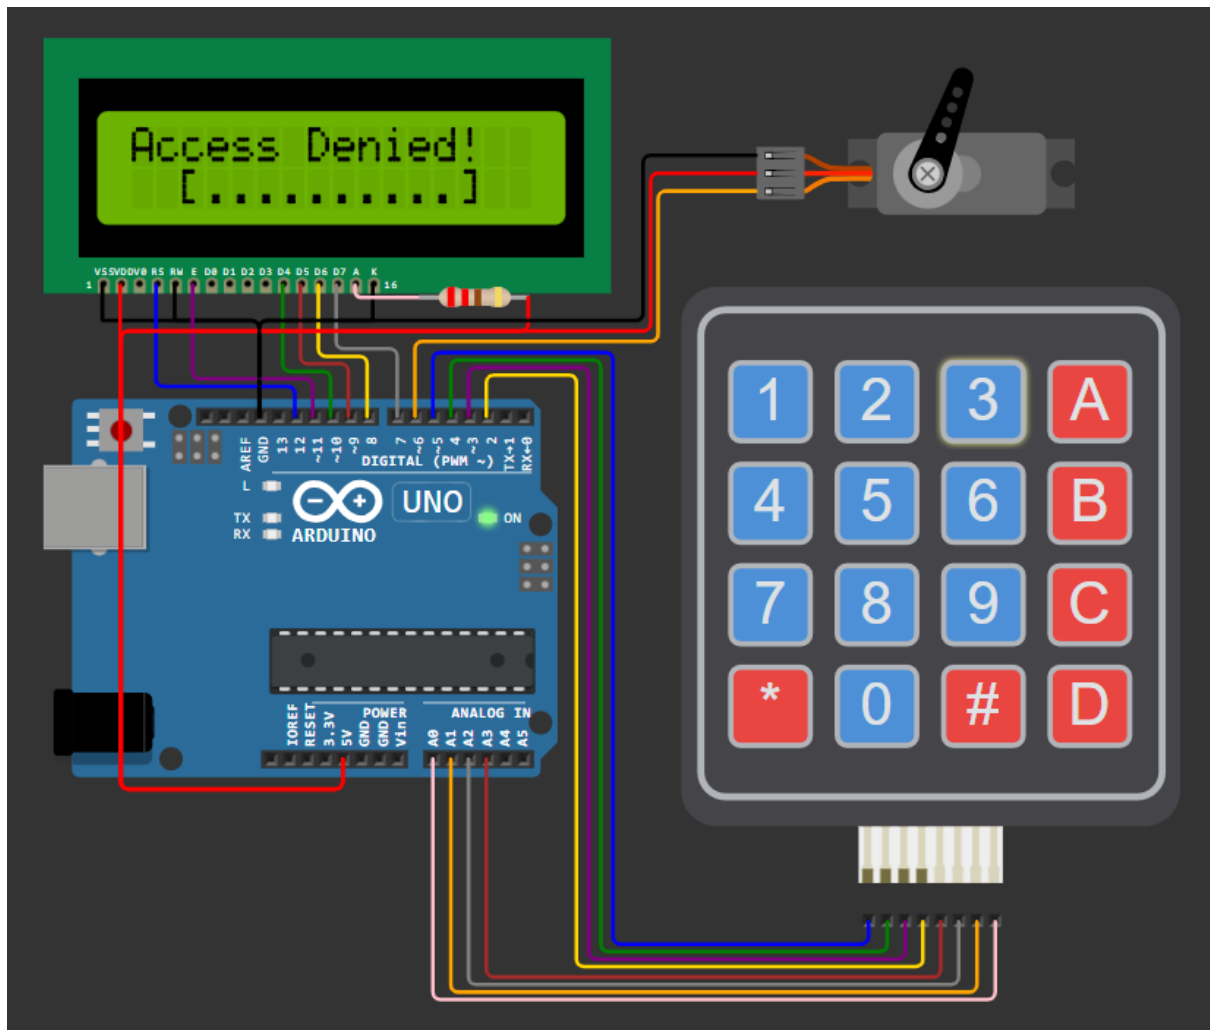 Access Denied!
[..........]
VSS VDD V0 RS RW E D0 D1 D2 D3 D4 D5 D6 D7 A K
1
16
1 2 3 A
4 5 6 B
7 8 9 C
* 0 # D
AREF GND 13 12 ~11 ~10 ~9 8 7 ~6 ~5 4 ~3 2 TX→1 RX←0
DIGITAL (PWM ~)
L
UNO
TX
ON
RX
ARDUINO
POWER
ANALOG IN
IOREF RESET 3.3V 5V GND GND Vin A0 A1 A2 A3 A4 A5